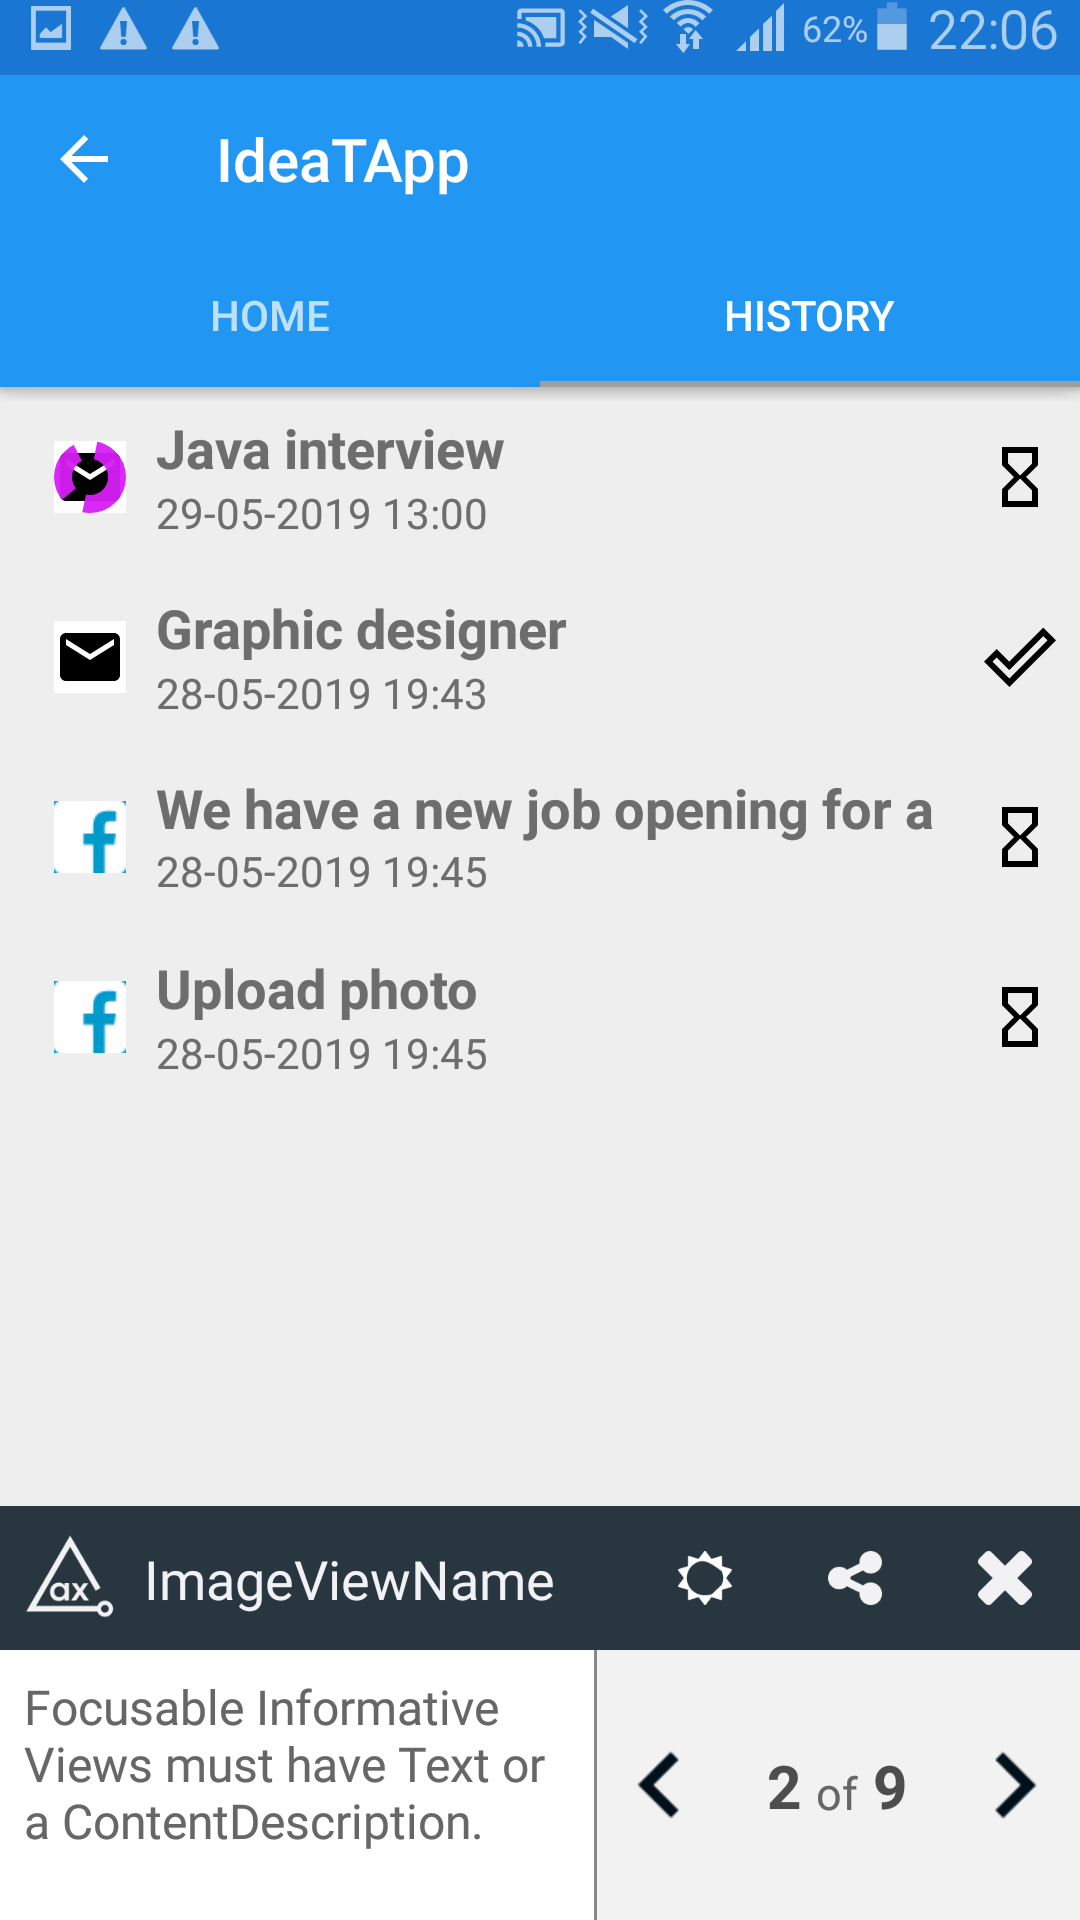 62% 22:06
IdeaTApp
HOME HISTORY
Java interview
29-05-2019 13:00
Graphic designer
28-05-2019 19:43
We have a new job opening for a
28-05-2019 19:45
Upload photo
28-05-2019 19:45
ax ImageViewName
Focusable Informative
Views must have Text or
a ContentDescription.
2 of 9